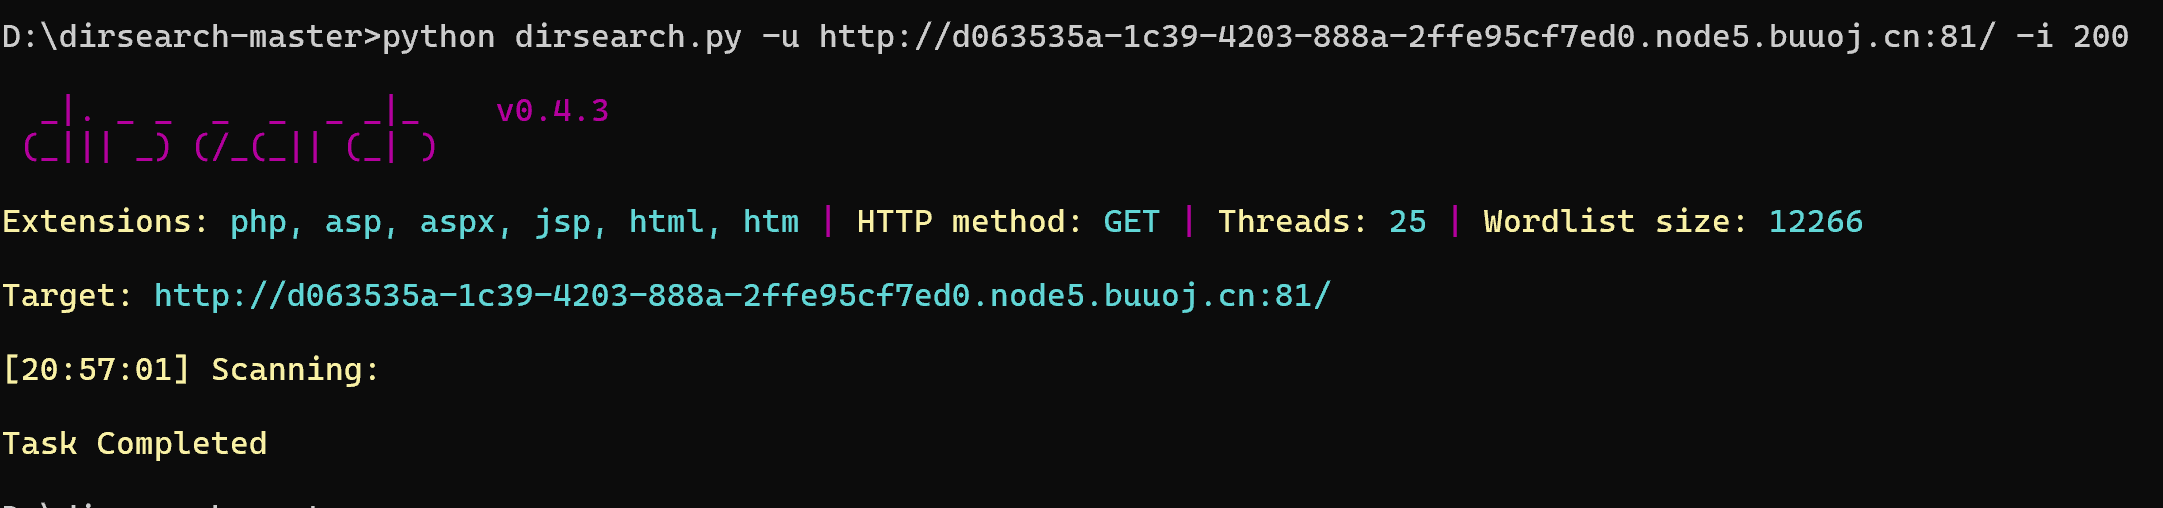 D:\dirsearch-master>python dirsearch.py -u http://d063535a-1c39-4203-888a-2ffe95cf7ed0.node5.buuoj.cn:81/ -i 200
  _|. _ _  _  _  _ _|_    v0.4.3
 (_||| _) (/_(_|| (_| )
Extensions: php, asp, aspx, jsp, html, htm | HTTP method: GET | Threads: 25 | Wordlist size: 12266
Target: http://d063535a-1c39-4203-888a-2ffe95cf7ed0.node5.buuoj.cn:81/
[20:57:01] Scanning:
Task Completed